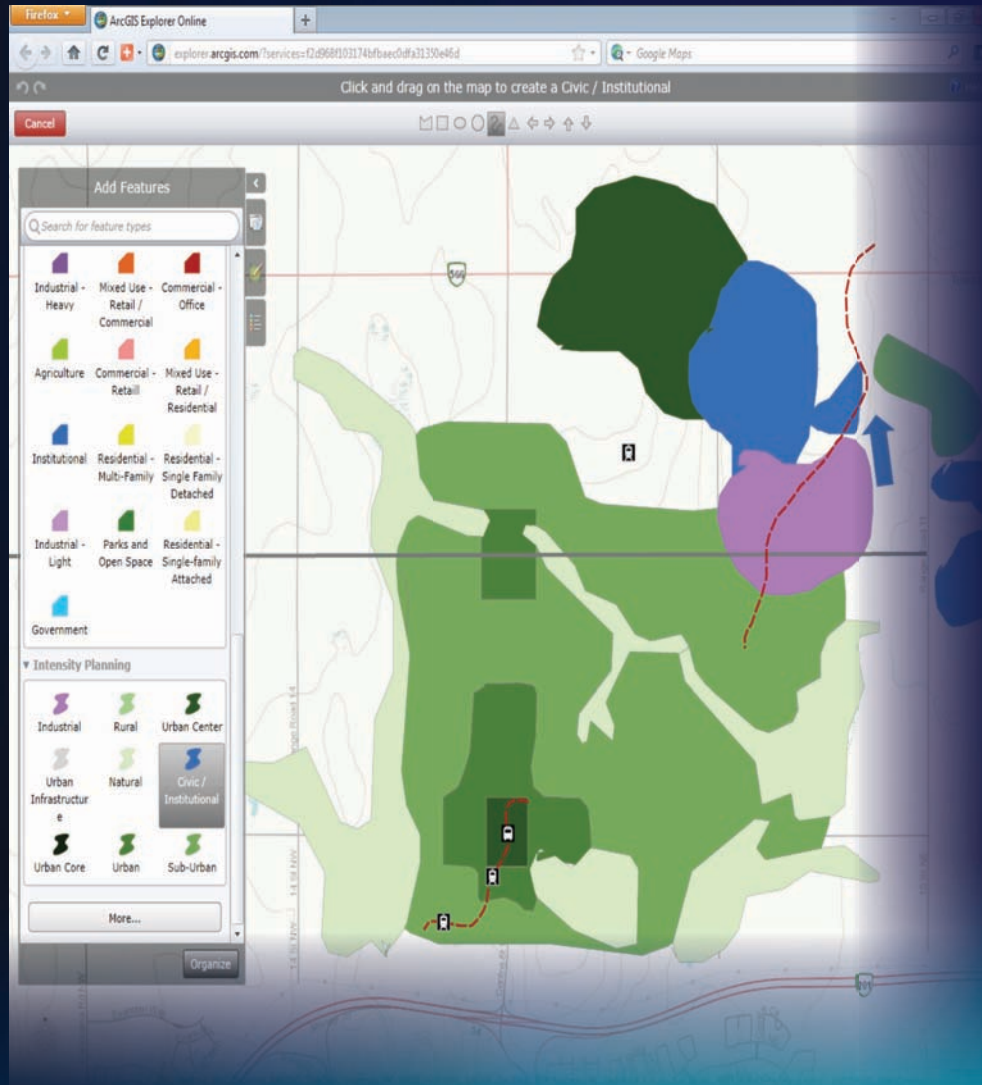 Firefox
ArcGIS Explorer Online
explorer.arcgis.com/?services=f2d968f103174bfbaec0dfa31350e46d
Google Maps
Click and drag on the map to create a Civic / Institutional
Cancel
Add Features
Search for feature types
Industrial -
Heavy
Mixed Use -
Retail /
Commercial
Commercial -
Office
Agriculture
Commercial -
Retaill
Mixed Use -
Retail /
Residential
Institutional
Residential -
Multi-Family
Residential -
Single Family
Detached
Industrial -
Light
Parks and
Open Space
Residential -
Single-family
Attached
Government
Intensity Planning
Industrial
Rural
Urban Center
Urban
Infrastructur
e
Natural
Civic /
Institutional
Urban Core
Urban
Sub-Urban
More...
Organize
566